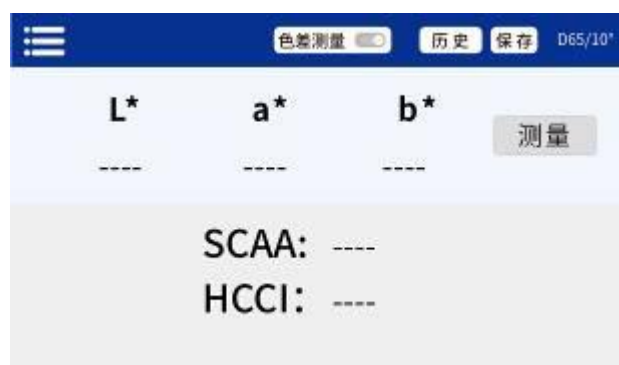 色差测量 历史 保存 D65/10°
L* a* b*
---- ---- ---- 测量
SCAA: ----
HCCI: ----